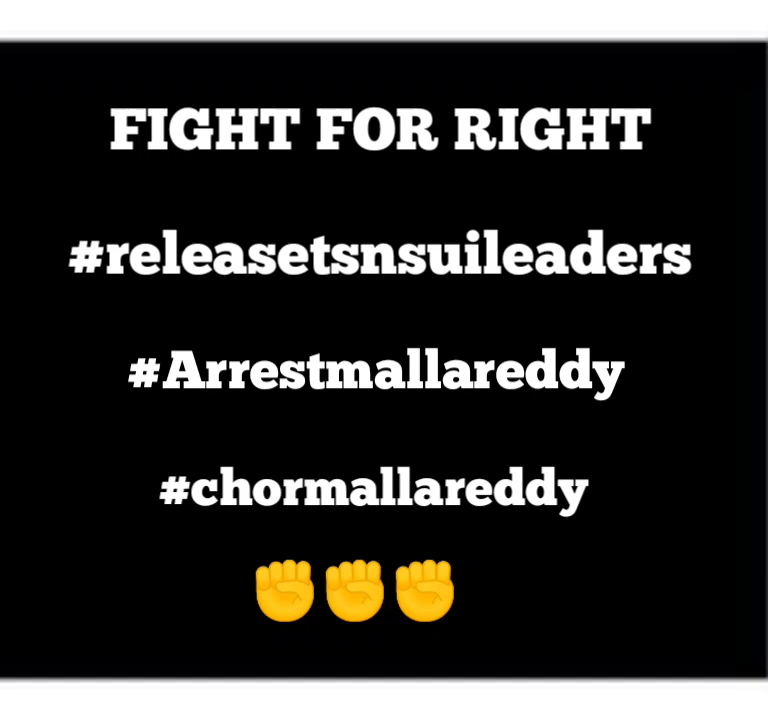 FIGHT FOR RIGHT
#releasetsnsuileaders
#Arrestmallareddy
#chormallareddy
✊✊✊